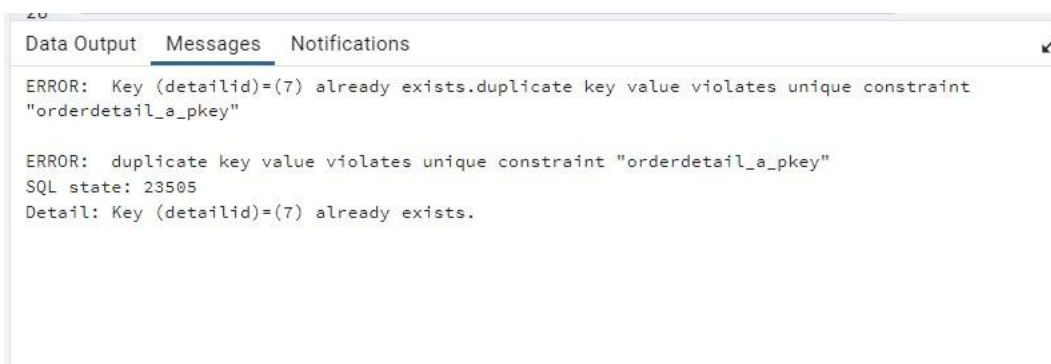 Data Output Messages Notifications
ERROR:  Key (detailid)=(7) already exists.duplicate key value violates unique constraint
"orderdetail_a_pkey"
ERROR:  duplicate key value violates unique constraint "orderdetail_a_pkey"
SQL state: 23505
Detail: Key (detailid)=(7) already exists.